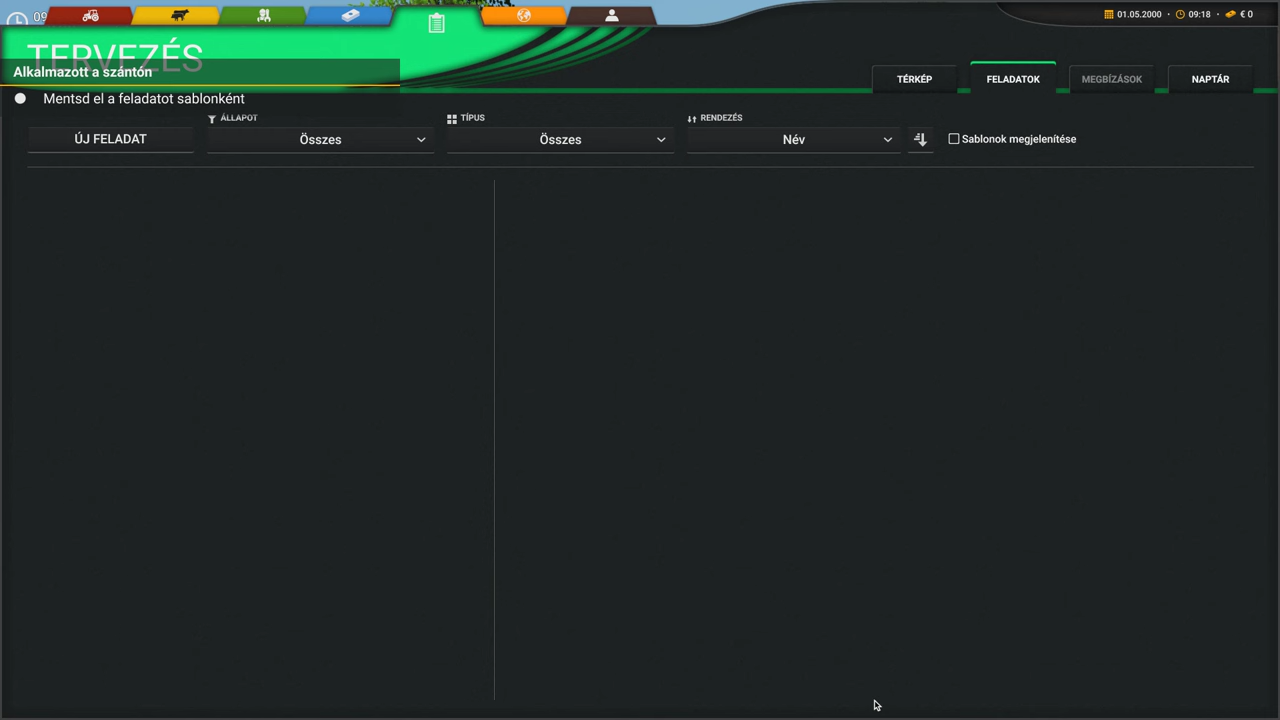 09
TERVEZÉS
01.05.2000 • 09:18 • € 0
Alkalmazott a szántón
TÉRKÉP
FELADATOK
MEGBÍZÁSOK
NAPTÁR
Mentsd el a feladatot sablonként
ÁLLAPOT
TÍPUS
RENDEZÉS
ÚJ FELADAT
Összes
Összes
Név
Sablonok megjelenítése